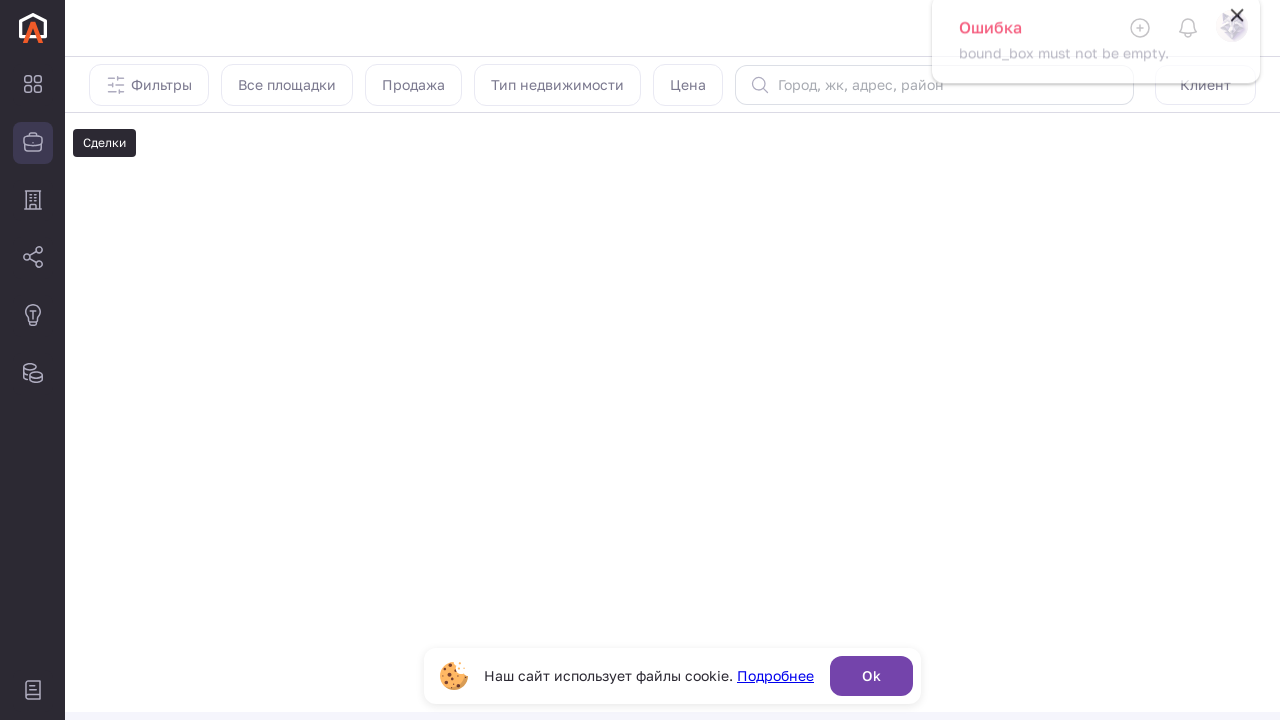 Ошибка
bound_box must not be empty.
Фильтры
Все площадки
Продажа
Тип недвижимости
Цена
Город, жк, адрес, район
Клиент
Сделки
Наш сайт использует файлы cookie. Подробнее
Ok